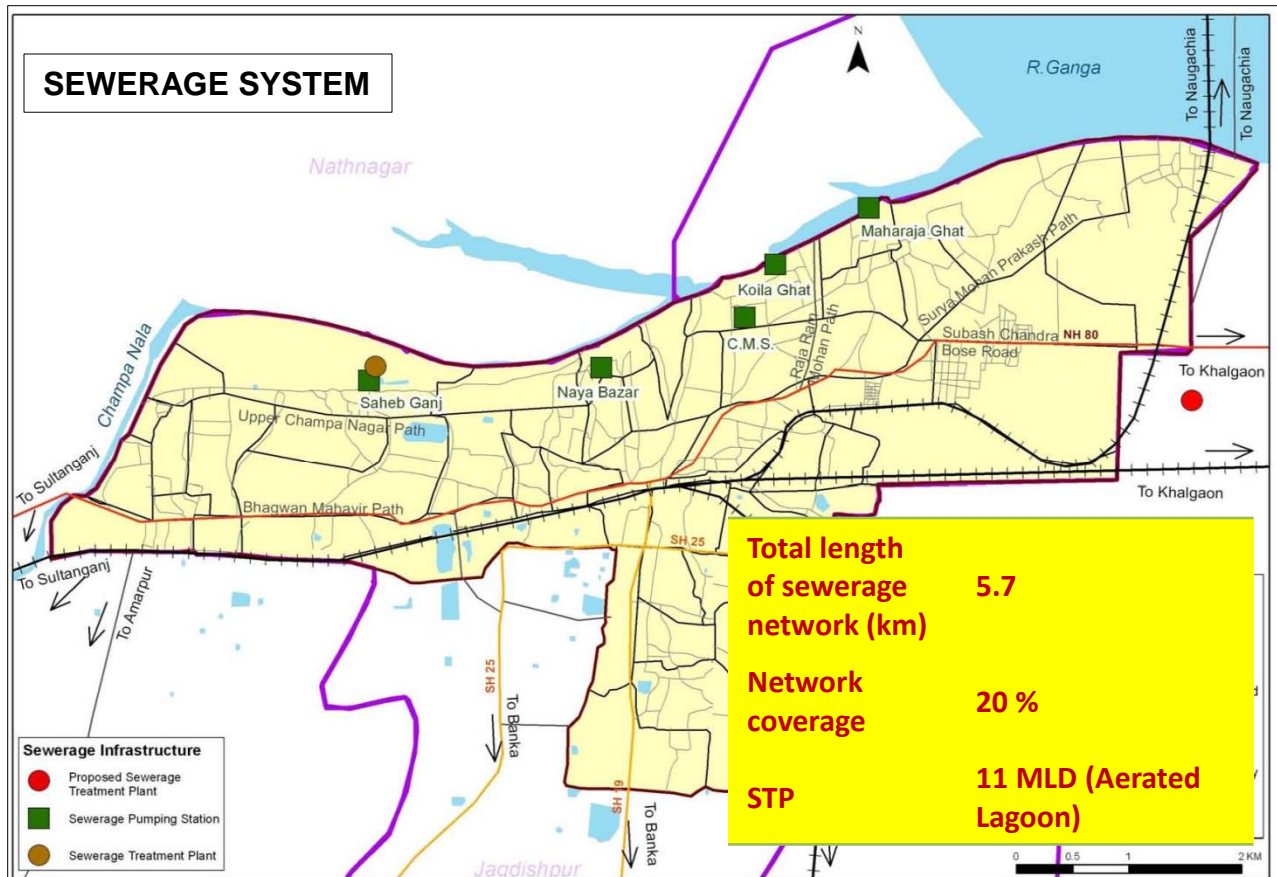 SEWERAGE SYSTEM
N
R.Ganga
To Naugachia
To Naugachia
Nathnagar
Maharaja Ghat
Surya Mohan Prakash Path
Koila Ghat
Champa Nala
C.M.S.
Raja Ram
Mohan Path
Subash Chandra
Bose Road
NH 80
To Khalgaon
Saheb Ganj
Naya Bazar
Upper Champa Nagar Path
To Sultanganj
Bhagwan Mahavir Path
To Khalgaon
To Sultanganj
To Amarpur
SH 25
SH 25
To Banka
SH 19
To Banka
Jagdishpur
Total length
of sewerage
network (km)
5.7
Network
coverage
20 %
STP
11 MLD (Aerated
Lagoon)
Sewerage Infrastructure
Proposed Sewerage
Treatment Plant
Sewerage Pumping Station
Sewerage Treatment Plant
0 0.5 1 2 KM